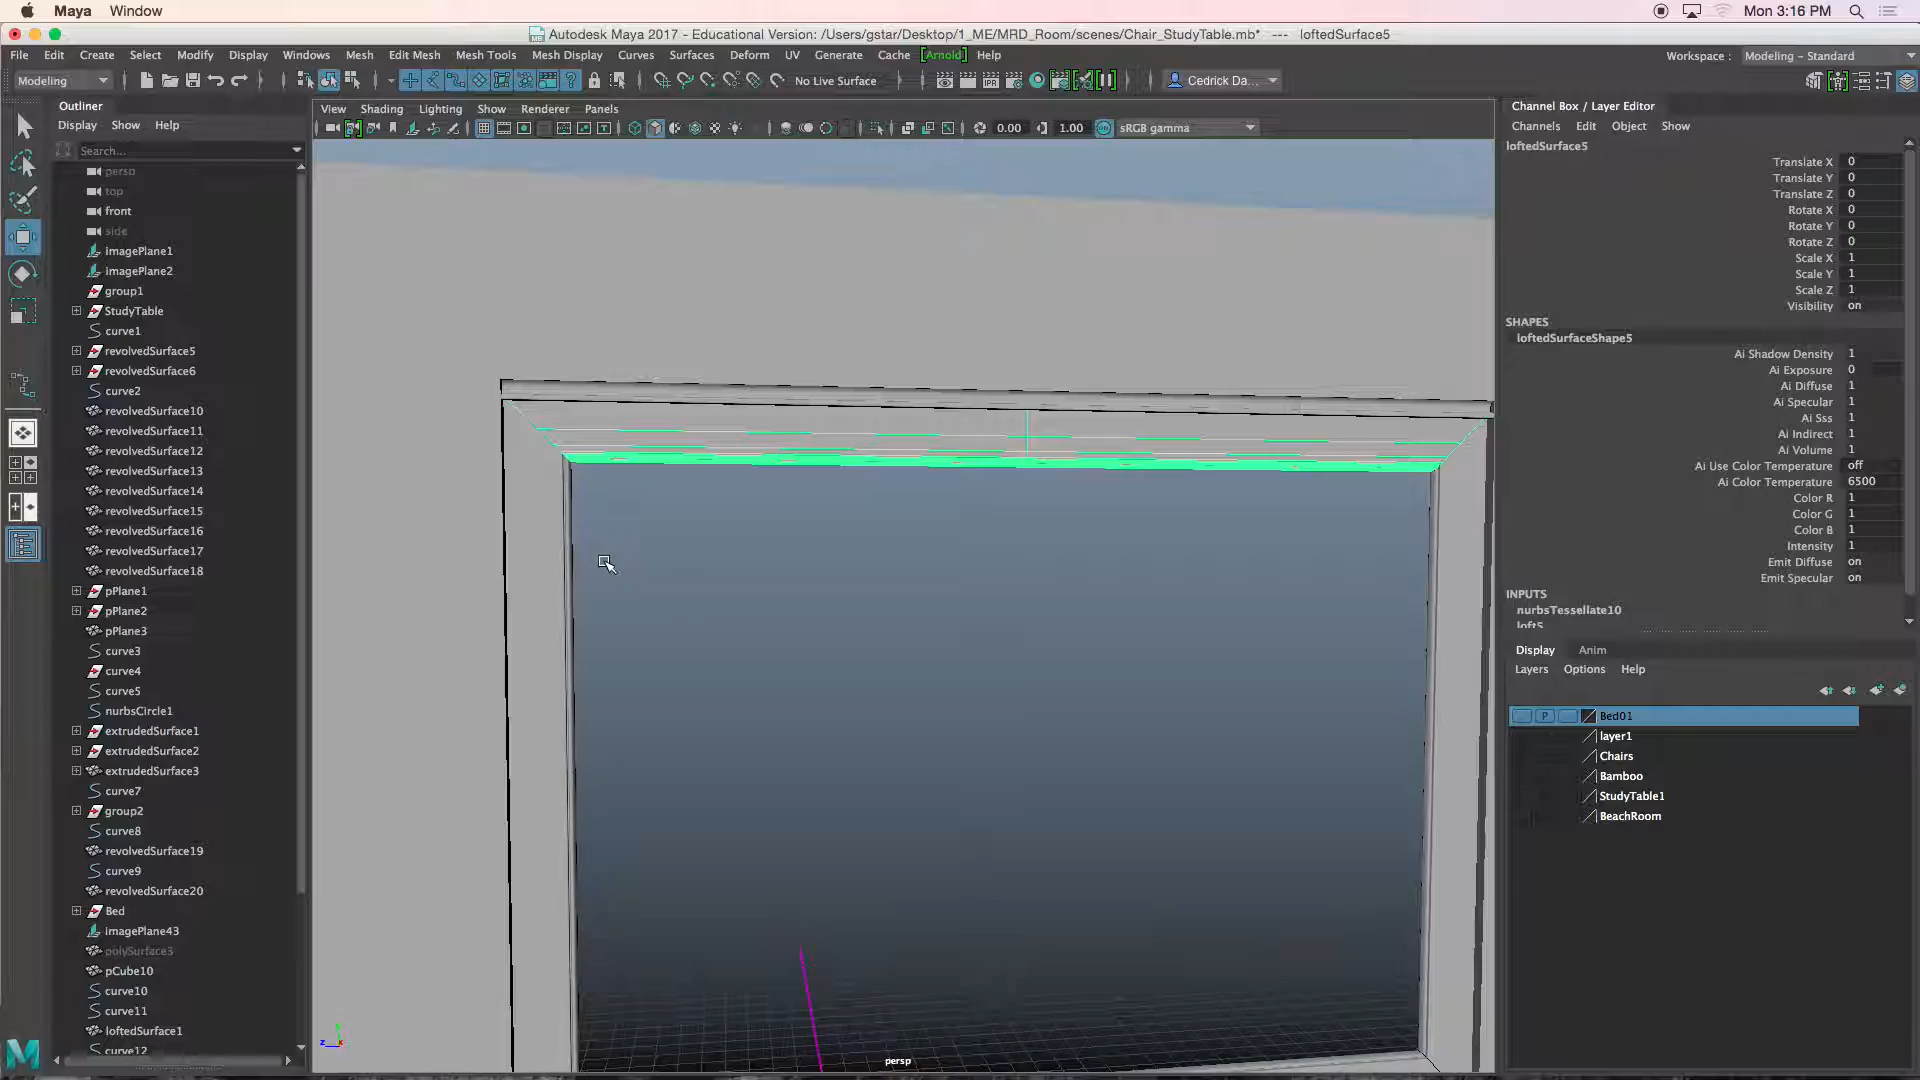 Maya Window Mon 3:16 PM
Autodesk Maya 2017 - Educational Version: /Users/gstar/Desktop/1_ME/MRD_Room/scenes/Chair_StudyTable.mb* --- loftedSurface5
File Edit Create Select Modify Display Windows Mesh Edit Mesh Mesh Tools Mesh Display Curves Surfaces Deform UV Generate Cache [Arnold] Help Workspace : Modeling - Standard
Modeling No Live Surface Cedrick Da...
Outliner
Display Show Help
Search...
persp
top
front
side
imagePlane1
imagePlane2
group1
StudyTable
curve1
revolvedSurface5
revolvedSurface6
curve2
revolvedSurface10
revolvedSurface11
revolvedSurface12
revolvedSurface13
revolvedSurface14
revolvedSurface15
revolvedSurface16
revolvedSurface17
revolvedSurface18
pPlane1
pPlane2
pPlane3
curve3
curve4
curve5
nurbsCircle1
extrudedSurface1
extrudedSurface2
extrudedSurface3
curve7
group2
curve8
revolvedSurface19
curve9
revolvedSurface20
Bed
imagePlane43
polySurface3
pCube10
curve10
curve11
loftedSurface1
curve12
View Shading Lighting Show Renderer Panels
0.00 1.00 sRGB gamma
persp
Channel Box / Layer Editor
Channels Edit Object Show
loftedSurface5
Translate X 0
Translate Y 0
Translate Z 0
Rotate X 0
Rotate Y 0
Rotate Z 0
Scale X 1
Scale Y 1
Scale Z 1
Visibility on
SHAPES
loftedSurfaceShape5
Ai Shadow Density 1
Ai Exposure 0
Ai Diffuse 1
Ai Specular 1
Ai Sss 1
Ai Indirect 1
Ai Volume 1
Ai Use Color Temperature off
Ai Color Temperature 6500
Color R 1
Color G 1
Color B 1
Intensity 1
Emit Diffuse on
Emit Specular on
INPUTS
nurbsTessellate10
loft5
Display Anim
Layers Options Help
P Bed01
layer1
Chairs
Bamboo
StudyTable1
BeachRoom